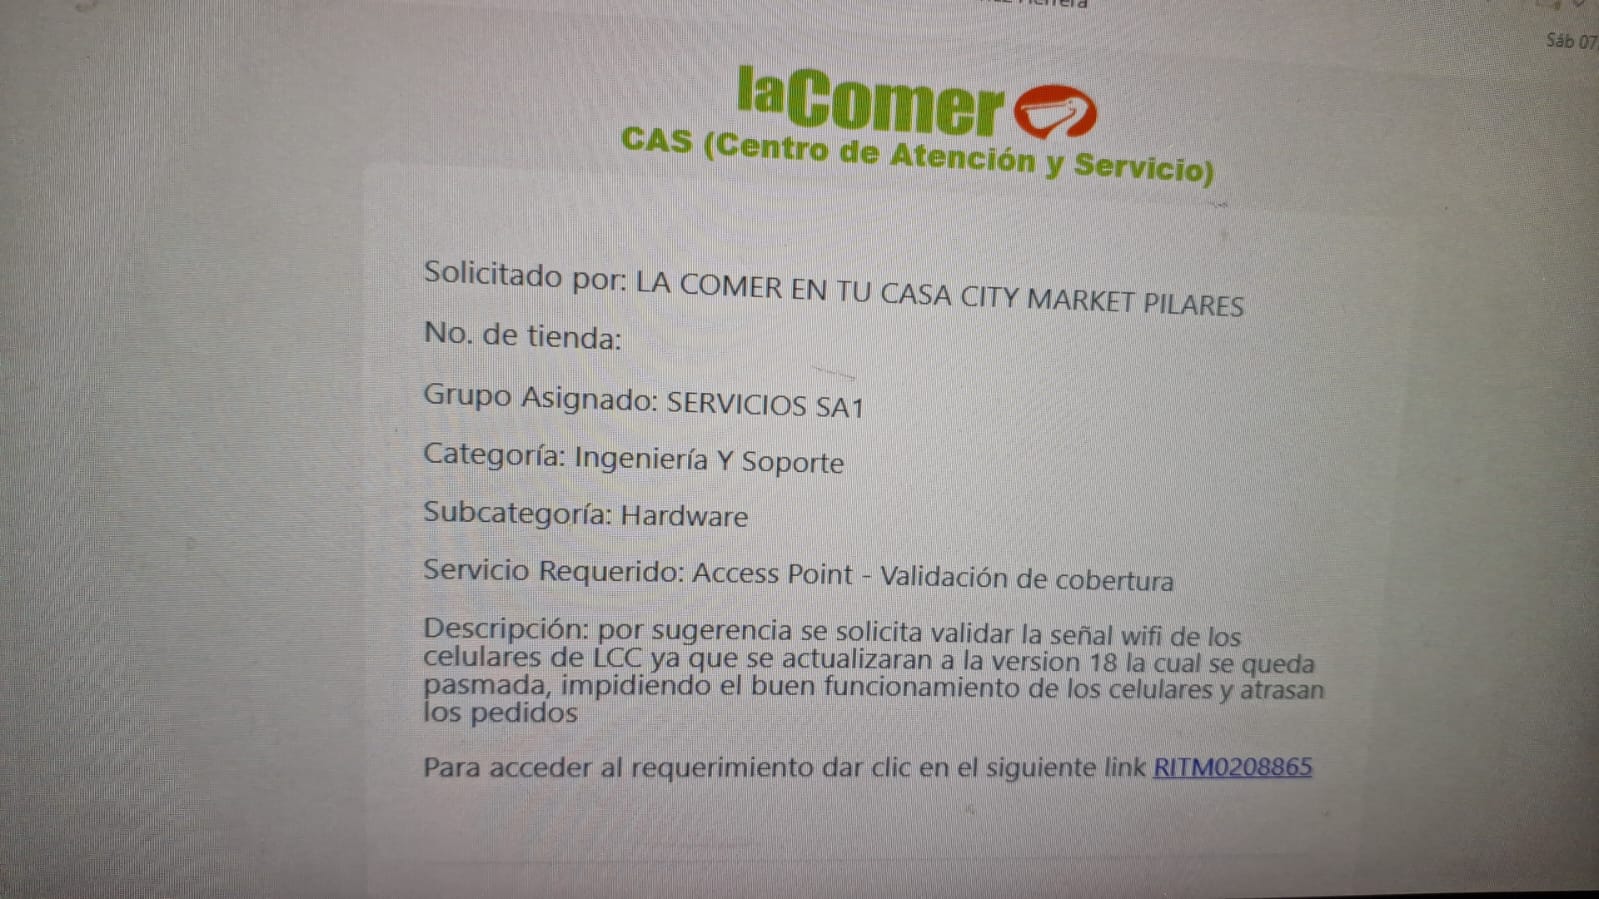 Sáb 07
laComer
CAS (Centro de Atención y Servicio)
Solicitado por: LA COMER EN TU CASA CITY MARKET PILARES
No. de tienda:
Grupo Asignado: SERVICIOS SA1
Categoría: Ingeniería Y Soporte
Subcategoría: Hardware
Servicio Requerido: Access Point - Validación de cobertura
Descripción: por sugerencia se solicita validar la señal wifi de los
celulares de LCC ya que se actualizaran a la version 18 la cual se queda
pasmada, impidiendo el buen funcionamiento de los celulares y atrasan
los pedidos
Para acceder al requerimiento dar clic en el siguiente link RITM0208865